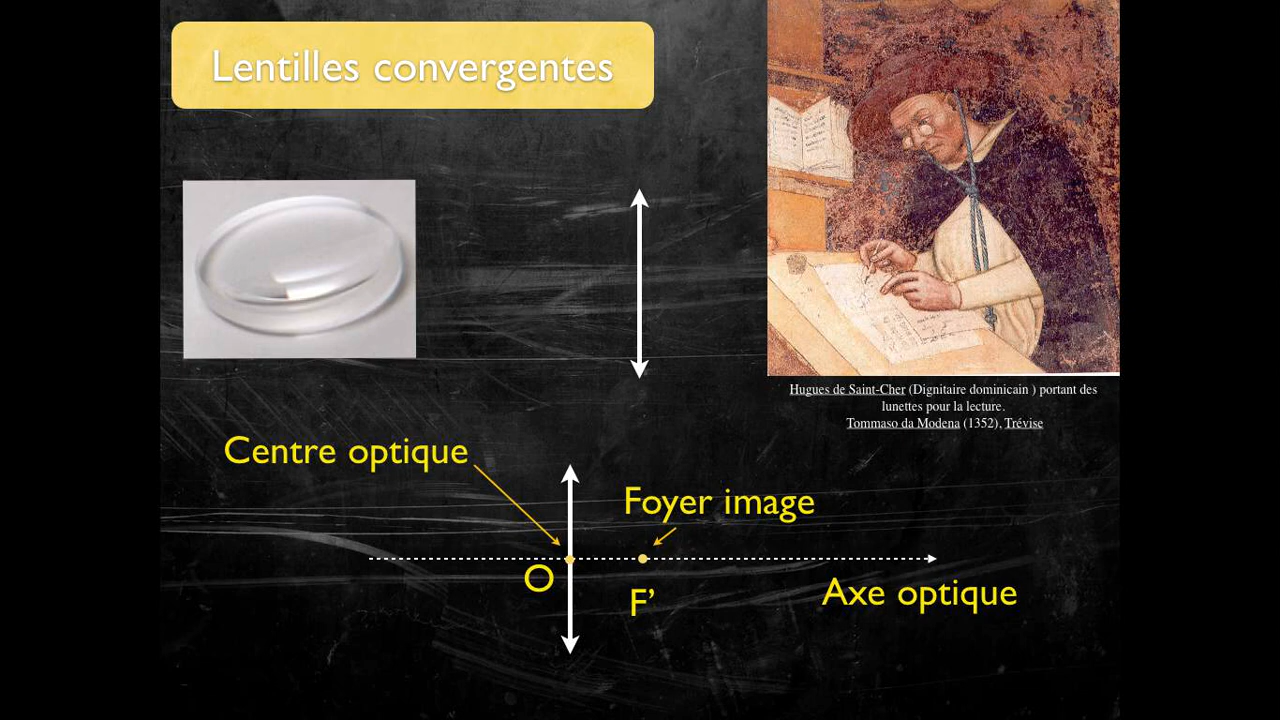 Lentilles convergentes
Hugues de Saint-Cher (Dignitaire dominicain ) portant des
lunettes pour la lecture.
Tommaso da Modena (1352), Trévise
Centre optique
Foyer image
O
F’
Axe optique